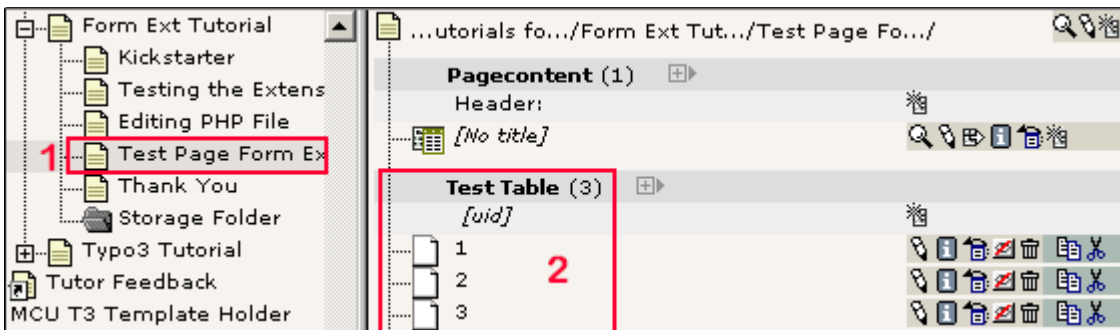 Form Ext Tutorial
Kickstarter
Testing the Extens
Editing PHP File
1
Test Page Form Ex
Thank You
Storage Folder
Typo3 Tutorial
Tutor Feedback
MCU T3 Template Holder
...utorials fo.../Form Ext Tut.../Test Page Fo.../
Pagecontent (1)
Header:
[No title]
Test Table (3)
[uid]
1
2
2
3